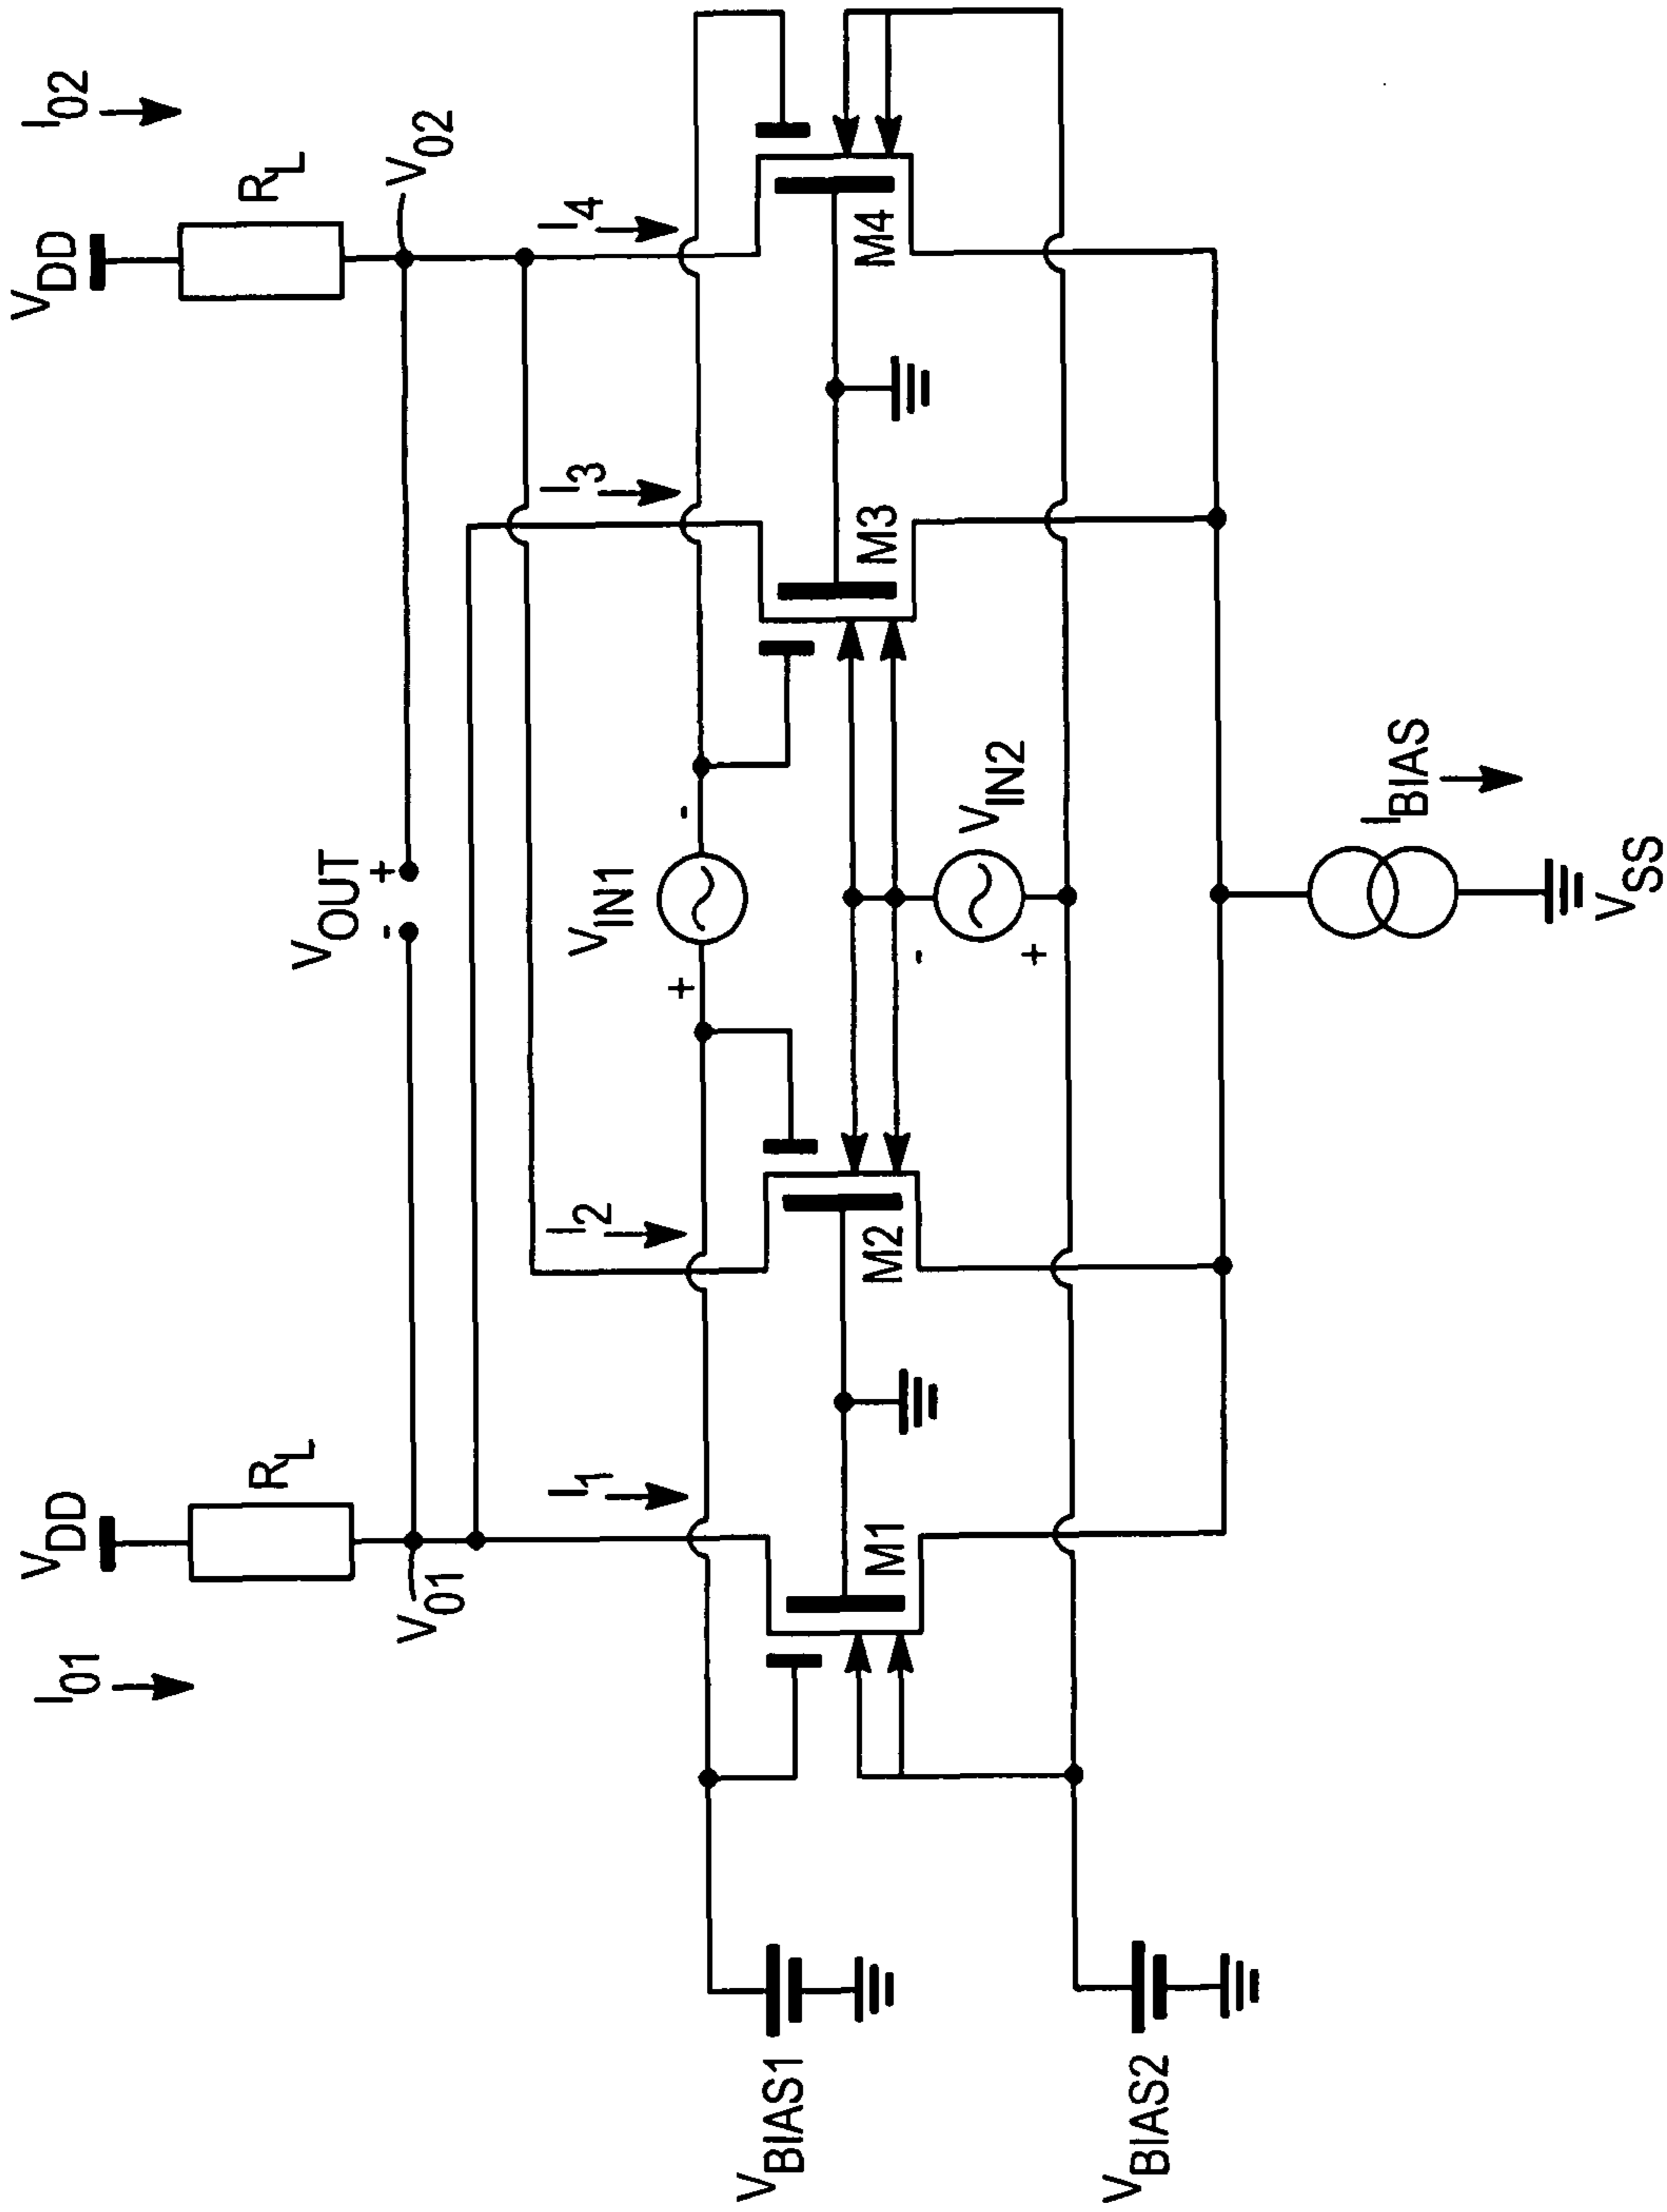 I01
I02
VDD
VDD
RL
RL
V01
VOUT
- +
V02
I1
I2
I3
I4
VIN1
+ -
M1
M2
M3
M4
VIN2
-
+
VBIAS1
VBIAS2
IBIAS
VSS